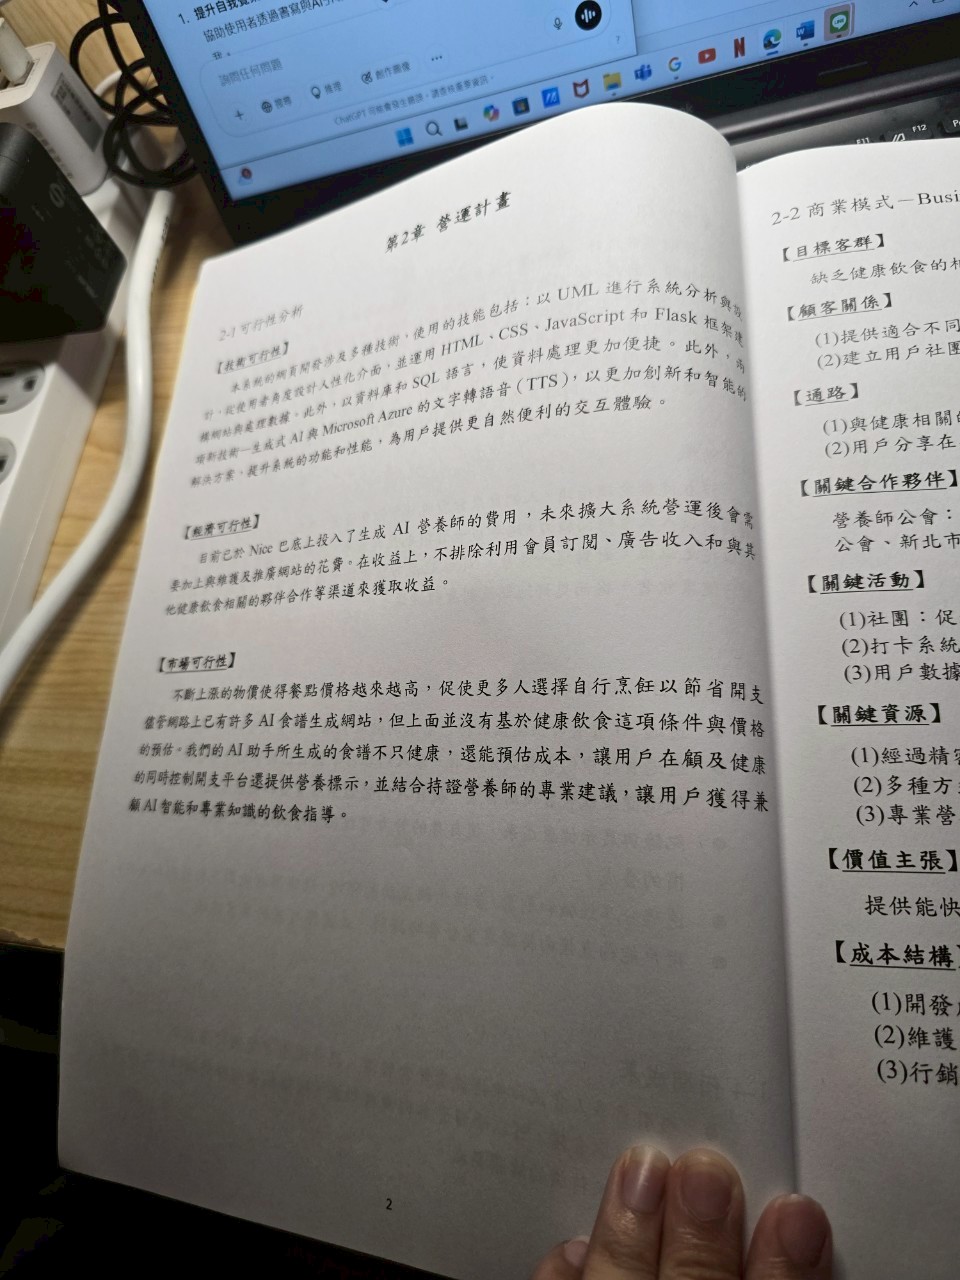 1. 提升自我覺
協助使用者透過書寫與AI
我。
詢問任何問題
+ 搜尋 推理 創作圖像 ...
ChatGPT 可能會發生錯誤。請查核重要資訊。
?
F11 F12
第2章 營運計畫
2-1 可行性分析
【技術可行性】
本系統的網頁開發涉及多種技術，使用的技能包括：以 UML 進行系統分析與設
計，從使用者角度設計人性化介面，並運用 HTML、CSS、JavaScript 和 Flask 框架建
構網站與處理數據。此外，以資料庫和 SQL 語言，使資料處理更加便捷。此外，兩
項新技術—生成式 AI 與 Microsoft Azure 的文字轉語音（TTS），以更加創新和智能的
解決方案、提升系統的功能和性能，為用戶提供更自然便利的交互體驗。
【經濟可行性】
目前已於 Nice 巴底上投入了生成 AI 營養師的費用，未來擴大系統營運後會需
要加上與維護及推廣網站的花費。在收益上，不排除利用會員訂閱、廣告收入和與其
他健康飲食相關的夥伴合作等渠道來獲取收益。
【市場可行性】
不斷上漲的物價使得餐點價格越來越高，促使更多人選擇自行烹飪以節省開支
儘管網路上已有許多 AI 食譜生成網站，但上面並沒有基於健康飲食這項條件與價格
的預估。我們的 AI 助手所生成的食譜不只健康，還能預估成本，讓用戶在顧及健康
的同時控制開支平台還提供營養標示，並結合持證營養師的專業建議，讓用戶獲得兼
顧 AI 智能和專業知識的飲食指導。
2
2-2 商業模式－Busi
【目標客群】
缺乏健康飲食的
【顧客關係】
(1)提供適合不同
(2)建立用戶社團
【通路】
(1)與健康相關的
(2)用戶分享在
【關鍵合作夥伴】
營養師公會：
公會、新北市
【關鍵活動】
(1)社團：促
(2)打卡系統
(3)用戶數據
【關鍵資源】
(1)經過精
(2)多種方
(3)專業營
【價值主張】
提供能快
【成本結構】
(1)開發
(2)維護
(3)行銷